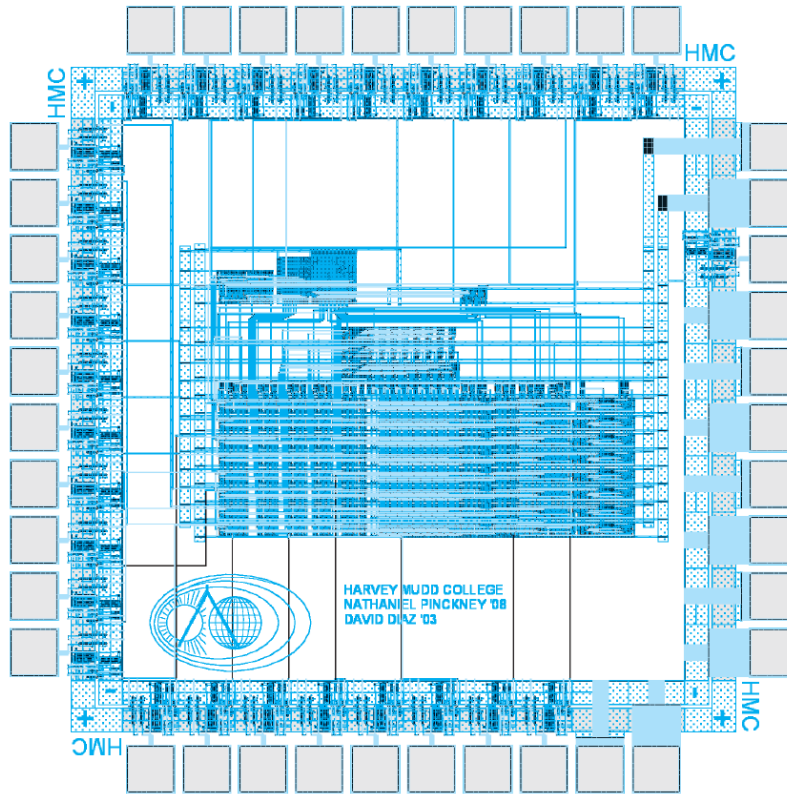 HMC
HMC
+
+
-
-
HARVEY MUDD COLLEGE
NATHANIEL PINCKNEY '08
DAVID DIAZ '03
-
-
+
+
HMC
HMC